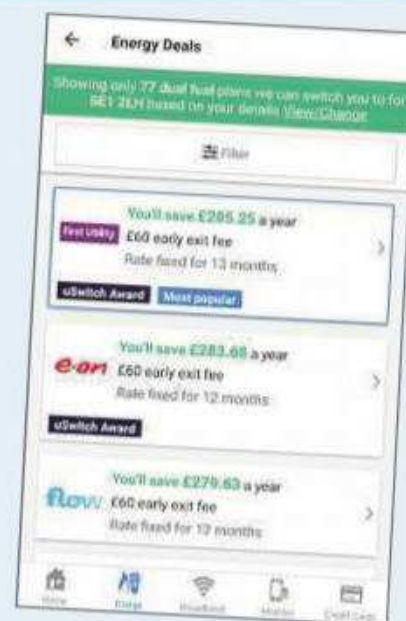 Energy Deals
Showing only 77 dual fuel plans we can switch you to for
SE1 2LH based on your details View/Change
Filter
You'll save £285.25 a year
First Utility
£60 early exit fee
Rate fixed for 13 months
uSwitch Award
Most popular
You'll save £283.68 a year
e·on
£60 early exit fee
Rate fixed for 12 months
uSwitch Award
You'll save £279.63 a year
flow
£60 early exit fee
Rate fixed for 12 months
Home
Energy
Broadband
Mobiles
Credit Cards